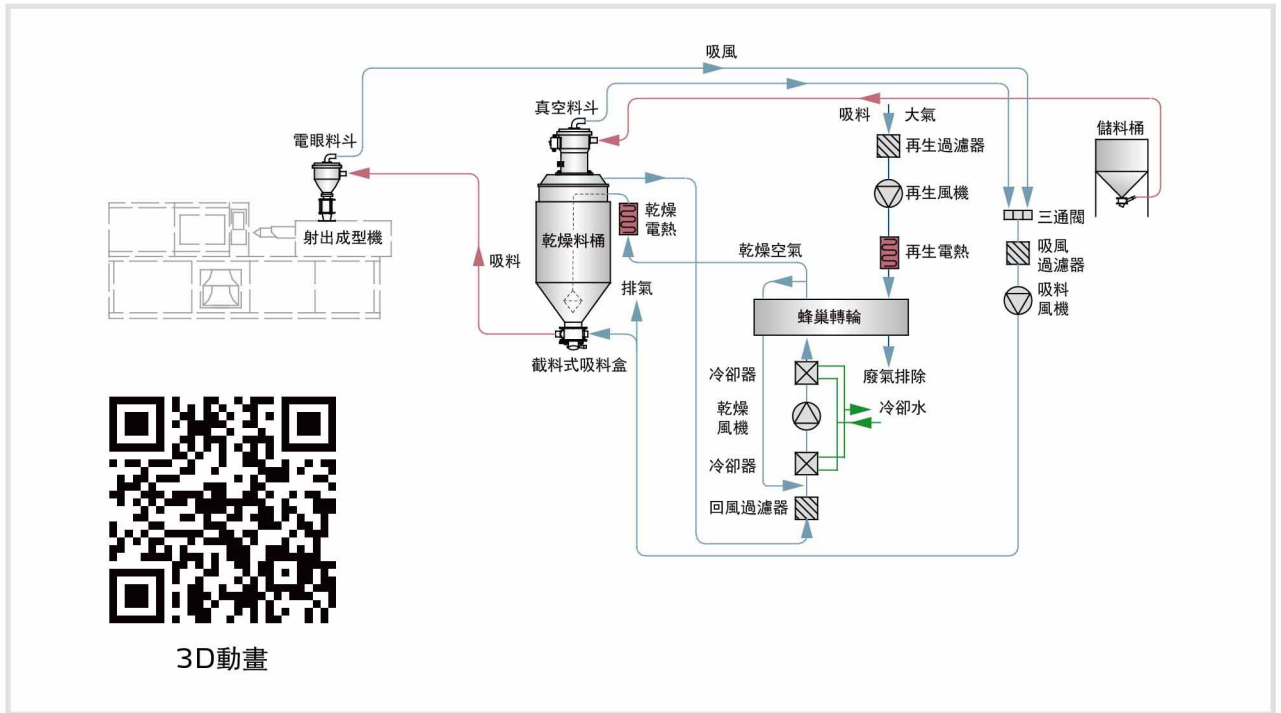 吸風
真空料斗
吸料
大氣
儲料桶
電眼料斗
再生過濾器
再生風機
三通閥
乾燥
電熱
射出成型機
乾燥料桶
乾燥空氣
再生電熱
吸風
過濾器
吸料
排氣
吸料
風機
蜂巢轉輪
截料式吸料盒
冷卻器
廢氣排除
乾燥
風機
冷卻水
冷卻器
回風過濾器
3D動畫